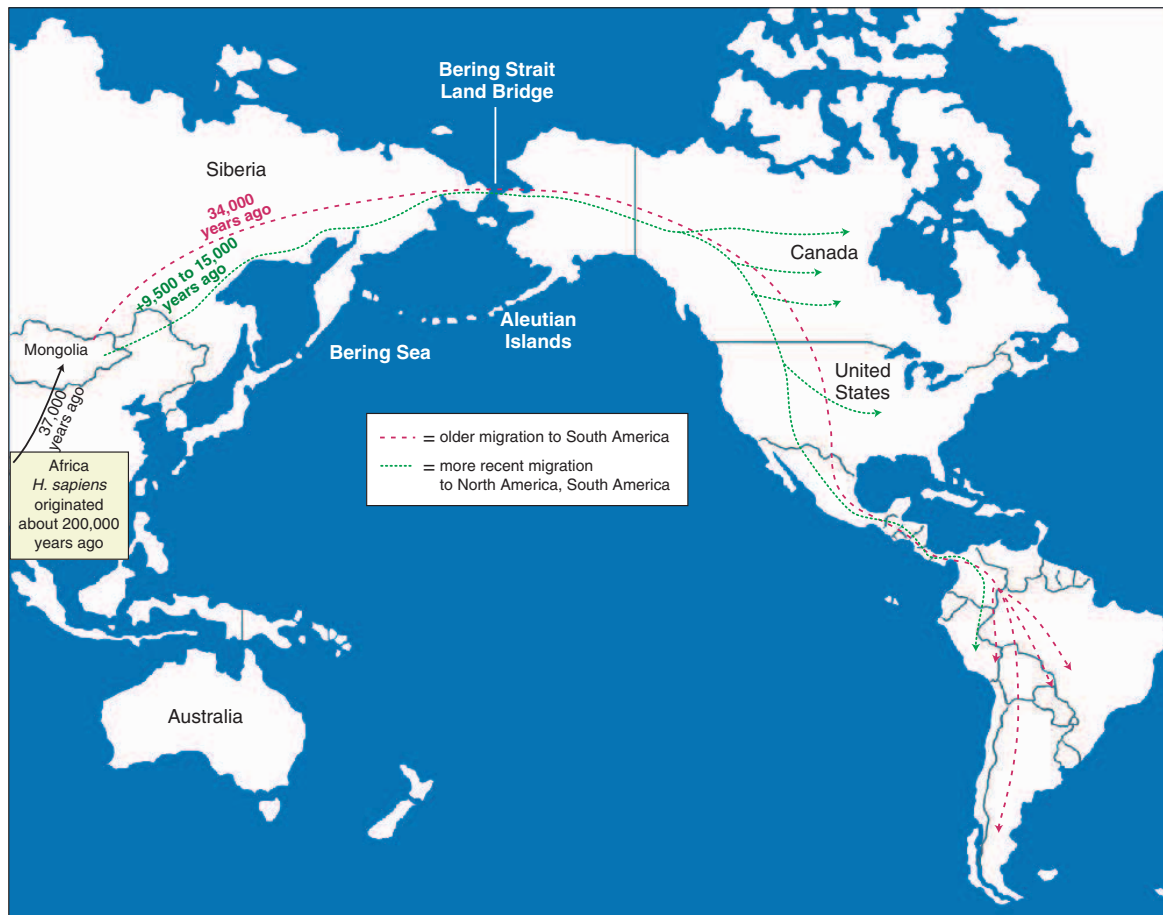 Bering Strait
Land Bridge
Siberia
34,000
years ago
+9,500 to 15,000
years ago
Canada
Mongolia
Aleutian
Islands
Bering Sea
United
States
37,000
years ago
= older migration to South America
= more recent migration
to North America, South America
Africa
H. sapiens
originated
about 200,000
years ago
Australia